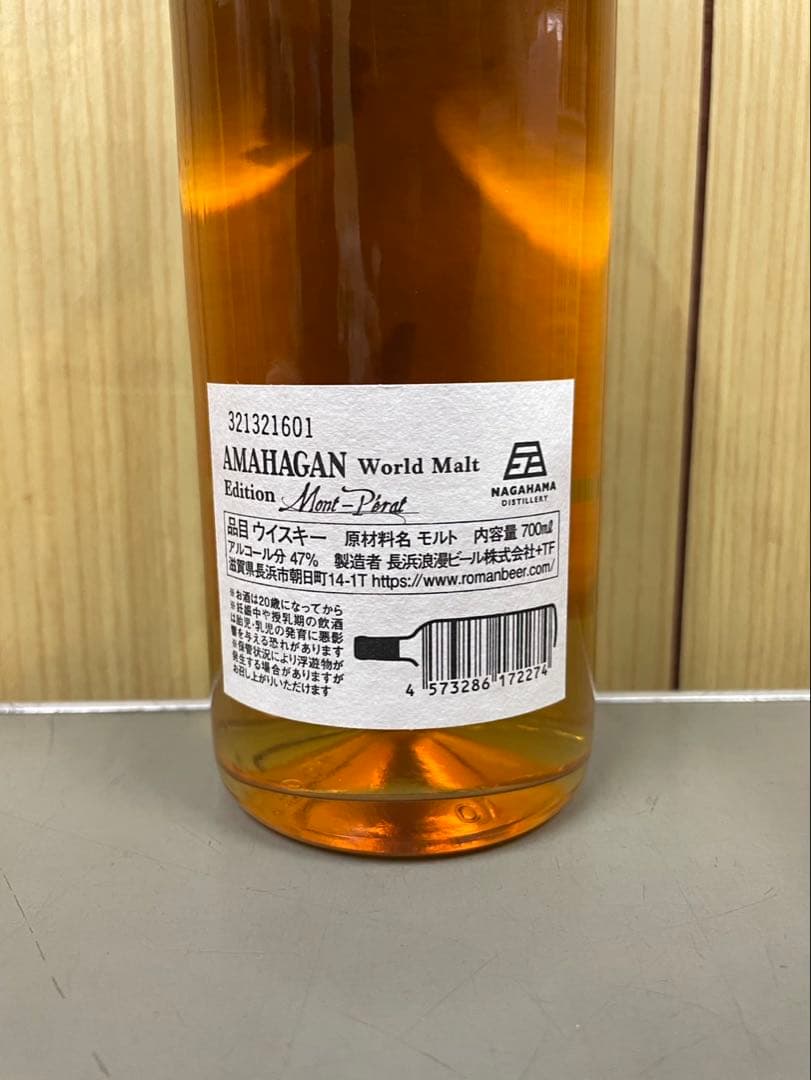 321321601
AMAHAGAN World Malt
Edition Mont-Pérat
NAGAHAMA
DISTILLERY
品目 ウイスキー 原材料名 モルト 内容量 700㎖
アルコール分 47% 製造者 長浜浪漫ビール株式会社+TF
滋賀県長浜市朝日町14-1T https://www.romanbeer.com/
※お酒は20歳になってから
※妊娠中や授乳期の飲酒
は胎児・乳児の発育に悪影
響を与える恐れがあります
※保管状況により浮遊物が
発生する場合がありますが
お召し上がりいただけます
4 573286 172274